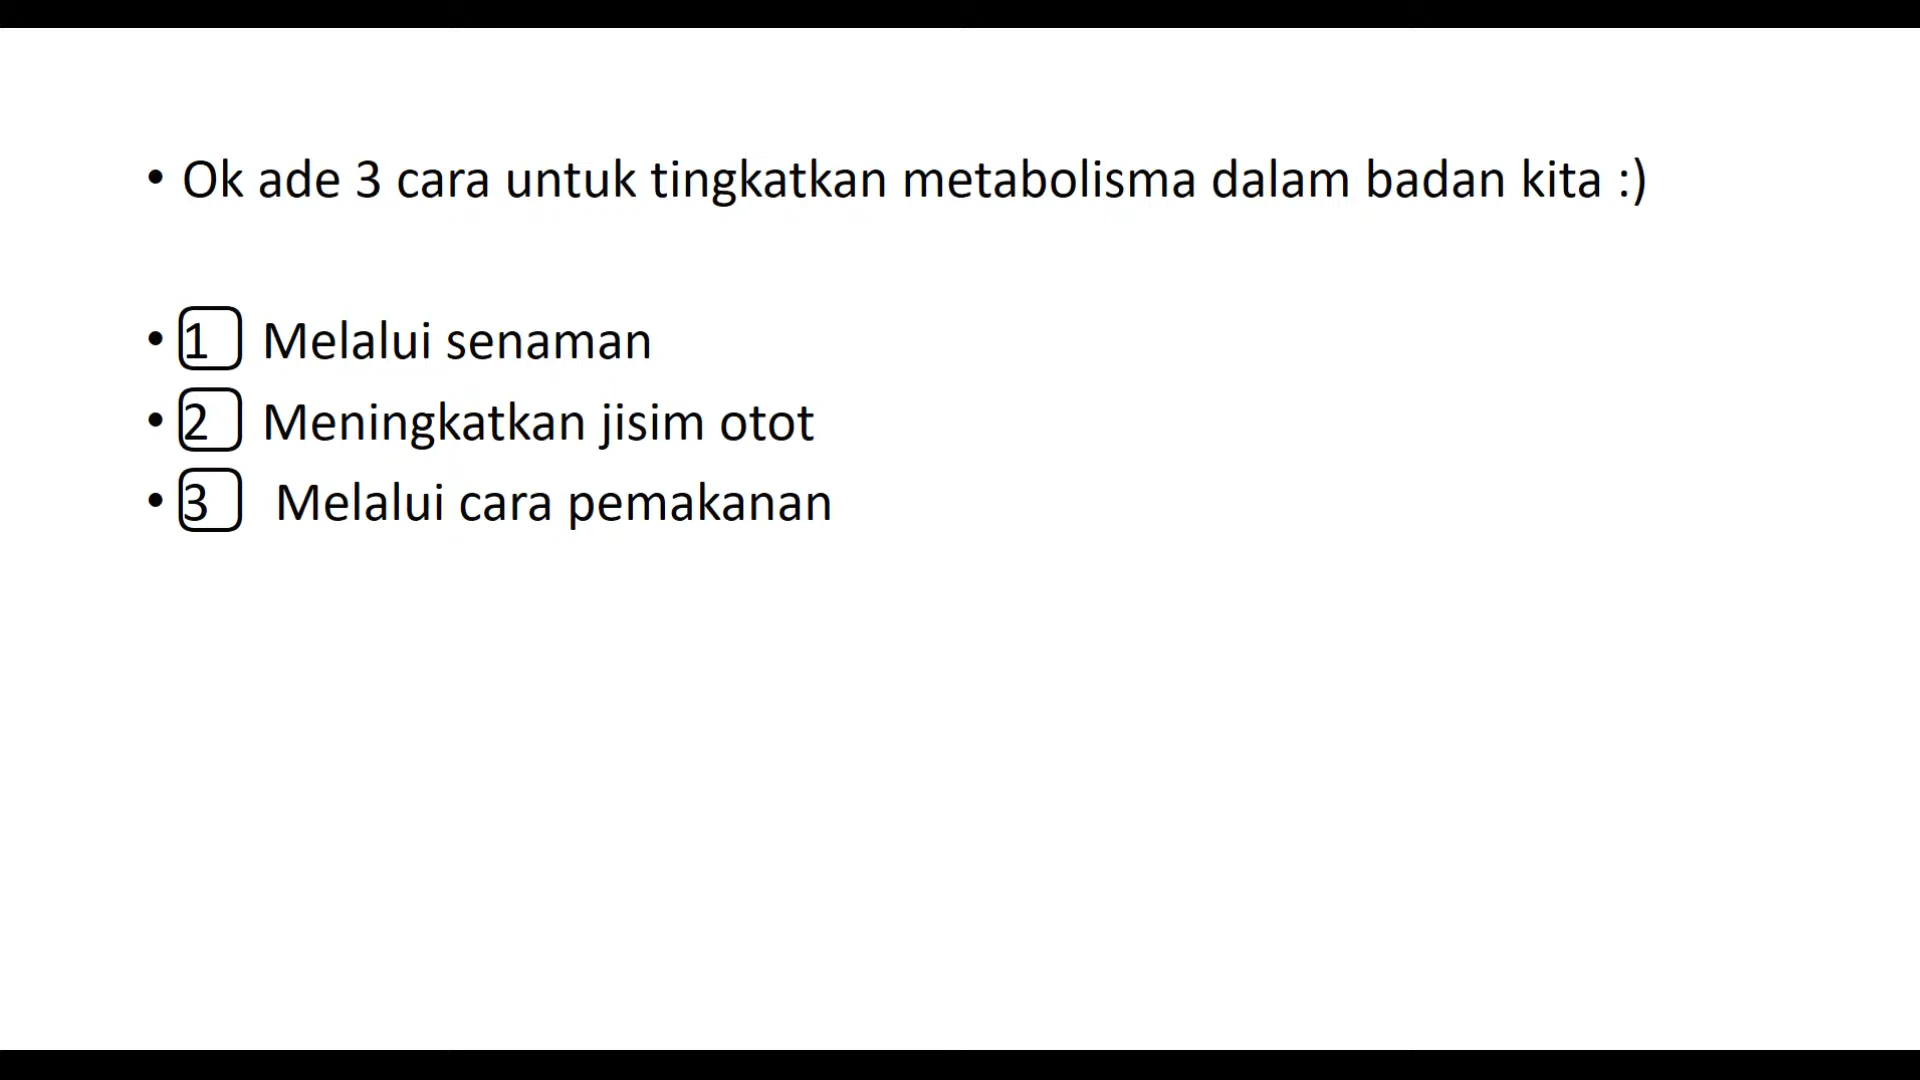 • Ok ade 3 cara untuk tingkatkan metabolisma dalam badan kita :)
• 1 Melalui senaman
• 2 Meningkatkan jisim otot
• 3 Melalui cara pemakanan